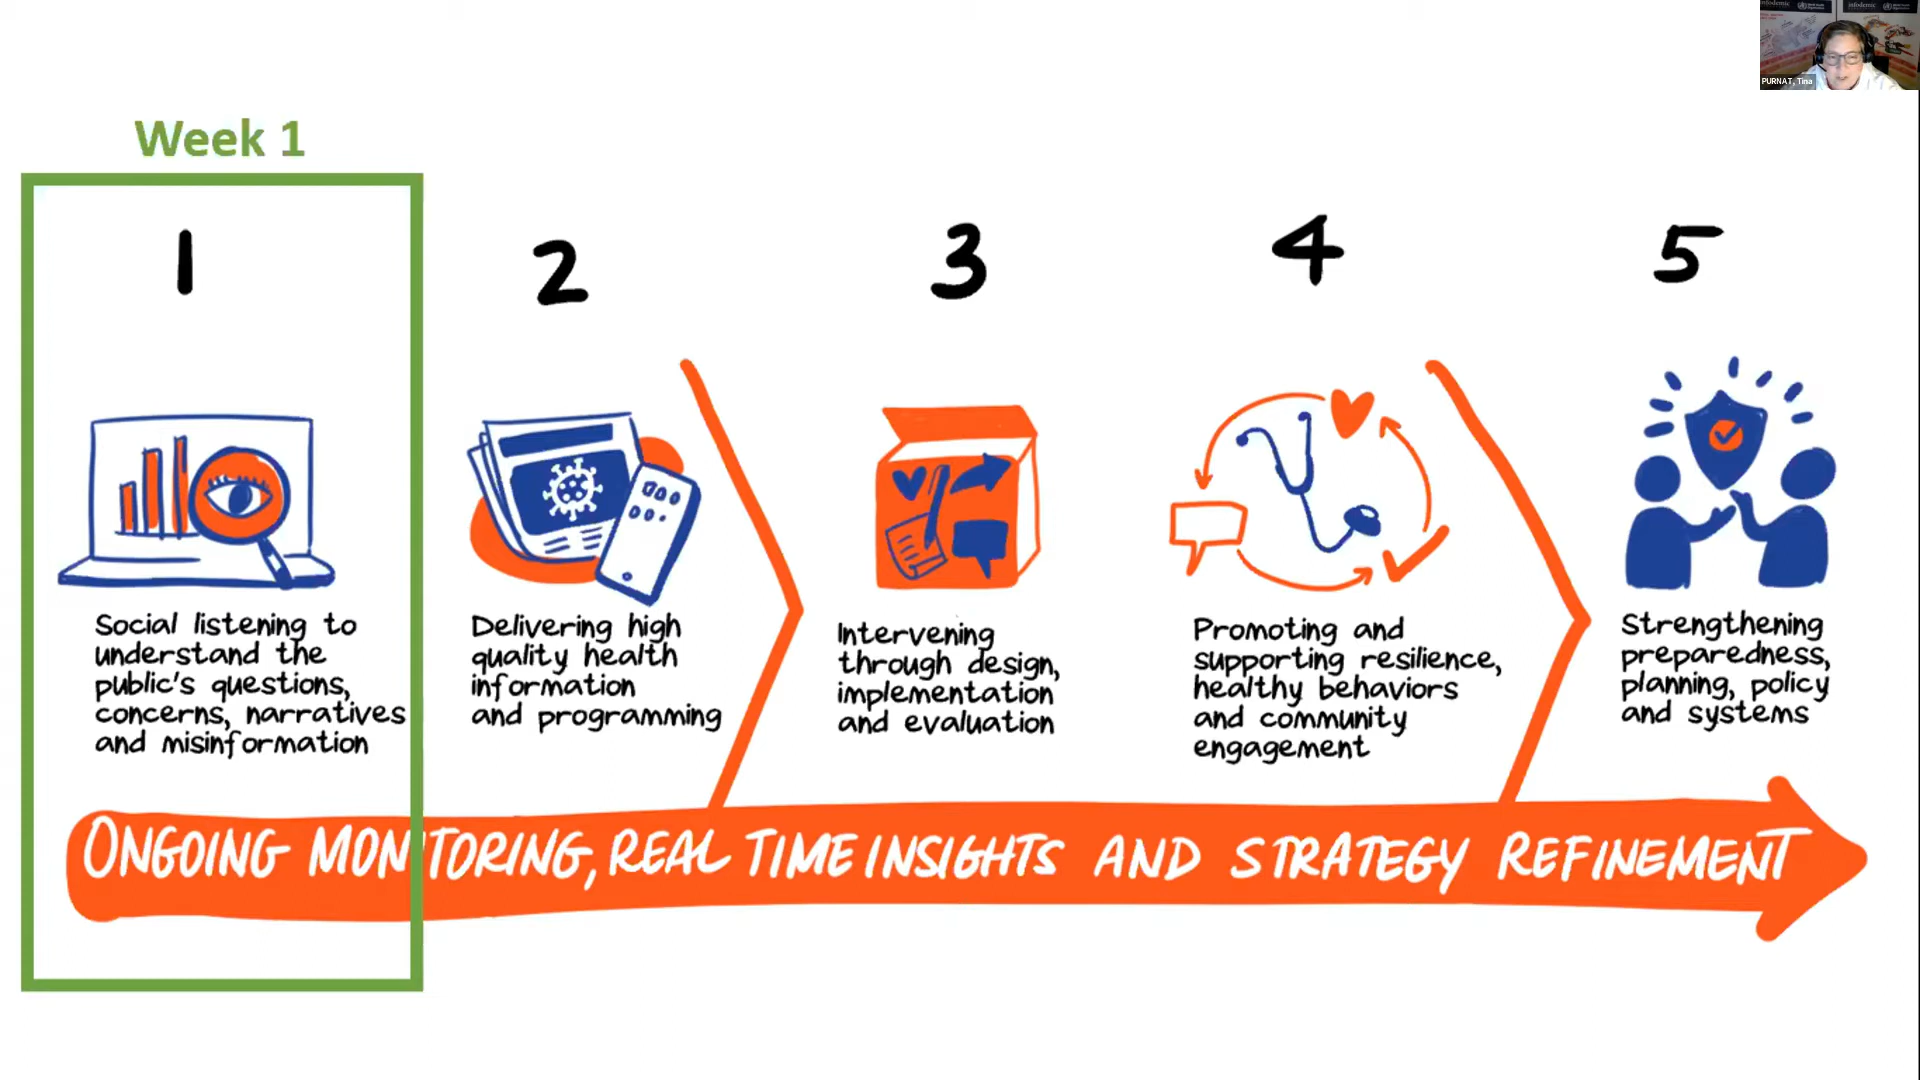 infodemic
infodemic
PURNAT, Tina
Week 1
1
2
3
4
5
Social listening to
understand the
public's questions,
concerns, narratives
and misinformation
Delivering high
quality health
information
and programming
Intervening
through design,
implementation
and evaluation
Promoting and
supporting resilience,
healthy behaviors
and community
engagement
Strengthening
preparedness,
planning, policy
and systems
ONGOING MONITORING, REAL TIME INSIGHTS AND STRATEGY REFINEMENT